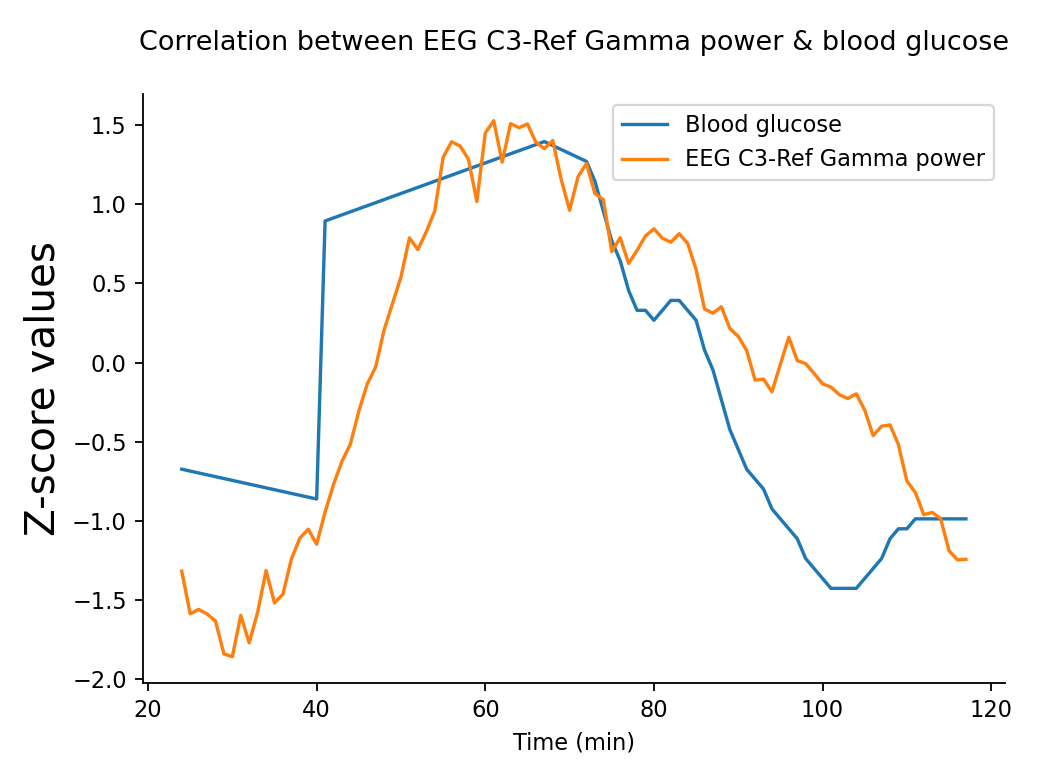 Correlation between EEG C3-Ref Gamma power & blood glucose
Blood glucose
EEG C3-Ref Gamma power
Z-score values
1.5
1.0
0.5
0.0
−0.5
−1.0
−1.5
−2.0
20 40 60 80 100 120
Time (min)